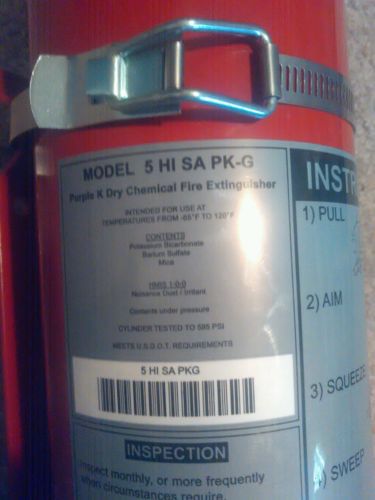 MODEL 5 HI SA PK-G
Purple K Dry Chemical Fire Extinguisher
INTENDED FOR USE AT
TEMPERATURES FROM -65°F TO 120°F
CONTENTS
Potassium Bicarbonate
Barium Sulfate
Mica
HMIS 1-0-0
Nuisance Dust / Irritant
Contents under pressure
CYLINDER TESTED TO 595 PSI
MEETS U.S.D.O.T. REQUIREMENTS
5 HI SA PKG
INSPECTION
Inspect monthly, or more frequently
when circumstances require.
INSTR
1) PULL
2) AIM
3) SQUEEZE
4) SWEEP